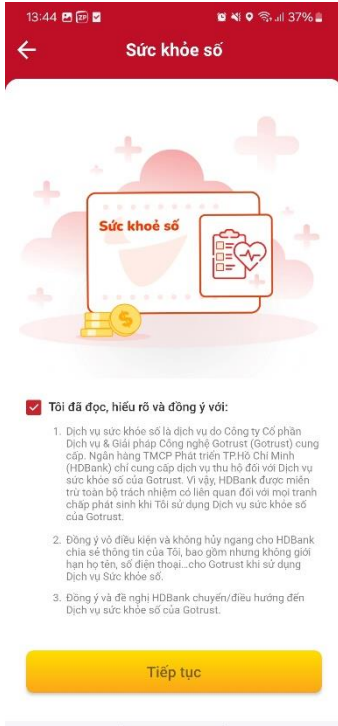 13:44 ZP 37%
Sức khỏe số
Sức khoẻ số
Tôi đã đọc, hiểu rõ và đồng ý với:
1. Dịch vụ sức khỏe số là dịch vụ do Công ty Cổ phần
Dịch vụ & Giải pháp Công nghệ Gotrust (Gotrust) cung
cấp. Ngân hàng TMCP Phát triển TP.Hồ Chí Minh
(HDBank) chỉ cung cấp dịch vụ thu hộ đối với Dịch vụ
sức khỏe số của Gotrust. Vì vậy, HDBank được miễn
trừ toàn bộ trách nhiệm có liên quan đối với mọi tranh
chấp phát sinh khi Tôi sử dụng Dịch vụ sức khỏe số
của Gotrust.
2. Đồng ý vô điều kiện và không hủy ngang cho HDBank
chia sẻ thông tin của Tôi, bao gồm nhưng không giới
hạn họ tên, số điện thoại...cho Gotrust khi sử dụng
Dịch vụ Sức khỏe số.
3. Đồng ý và đề nghị HDBank chuyển/điều hướng đến
Dịch vụ sức khỏe số của Gotrust.
Tiếp tục